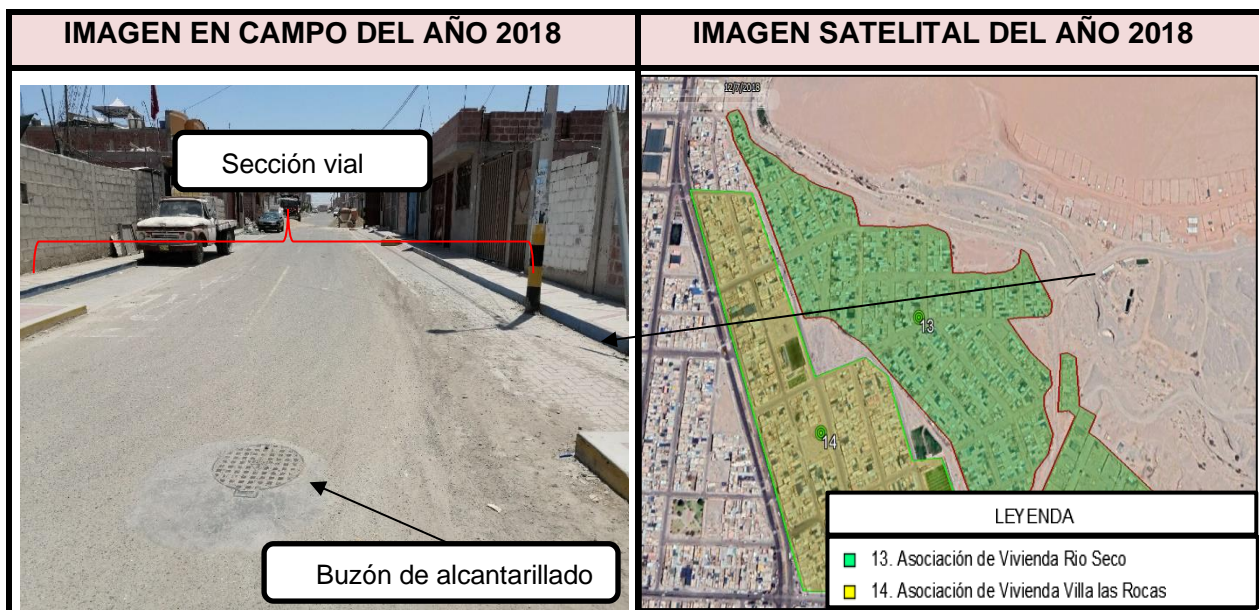 IMAGEN EN CAMPO DEL AÑO 2018
IMAGEN SATELITAL DEL AÑO 2018
Sección vial
Buzón de alcantarillado
12/7/2018
13
14
LEYENDA
13. Asociación de Vivienda Rio Seco
14. Asociación de Vivienda Villa las Rocas